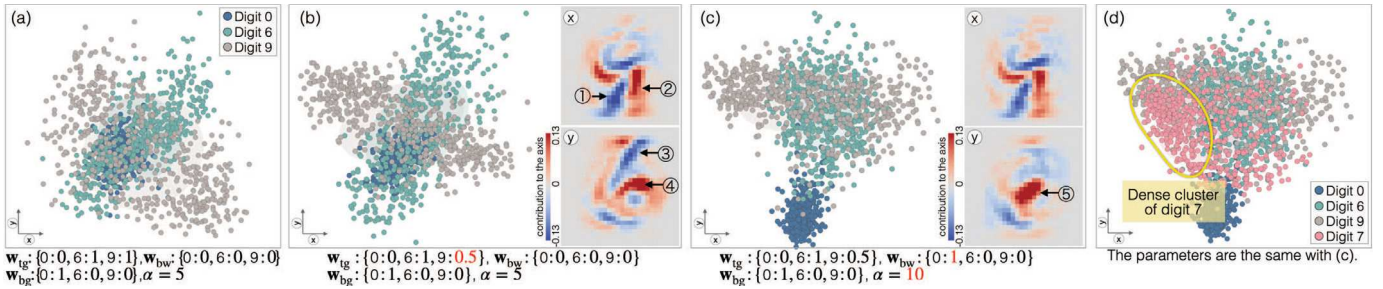 (a)
Digit 0
Digit 6
Digit 9
y
x
w_tg:{0:0, 6:1, 9:1}, w_bw:{0:0, 6:0, 9:0}
w_bg:{0:1, 6:0, 9:0}, α = 5
(b)
y
x
x
①
②
y
③
④
0.13
0
-0.13
contribution to the axis
w_tg:{0:0, 6:1, 9:0.5}, w_bw:{0:0, 6:0, 9:0}
w_bg:{0:1, 6:0, 9:0}, α = 5
(c)
y
x
x
y
⑤
0.13
0
-0.13
contribution to the axis
w_tg:{0:0, 6:1, 9:0.5}, w_bw:{0:1, 6:0, 9:0}
w_bg:{0:1, 6:0, 9:0}, α = 10
(d)
Dense cluster
of digit 7
Digit 0
Digit 6
Digit 9
Digit 7
y
x
The parameters are the same with (c).